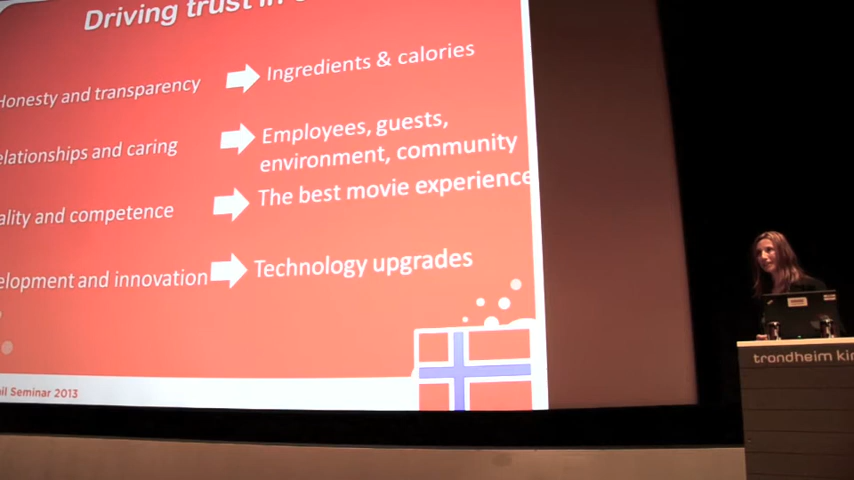 Driving trust in
Honesty and transparency
Ingredients & calories
elationships and caring
Employees, guests,
environment, community
ality and competence
The best movie experience
elopment and innovation
Technology upgrades
il Seminar 2013
trondheim ki